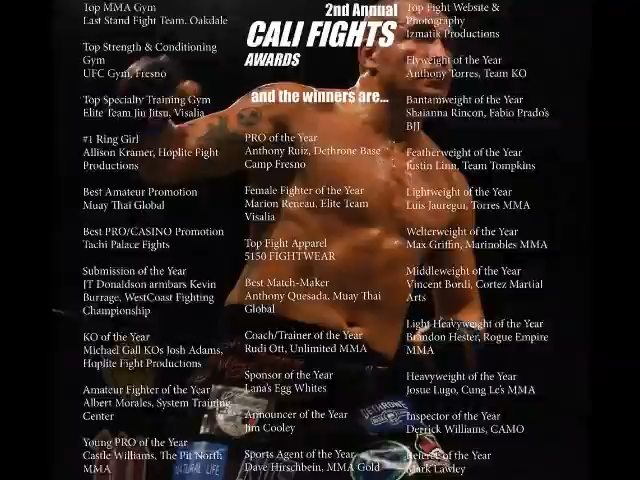 Top MMA Gym
Last Stand Fight Team, Oakdale
Top Strength & Conditioning
Gym
UFC Gym, Fresno
Top Specialty Training Gym
Elite Team Jiu Jitsu, Visalia
#1 Ring Girl
Allison Kramer, Hoplite Fight
Productions
Best Amateur Promotion
Muay Thai Global
Best PRO/CASINO Promotion
Tachi Palace Fights
Submission of the Year
JT Donaldson armbars Kevin
Burrage, WestCoast Fighting
Championship
KO of the Year
Michael Gall KOs Josh Adams,
Hoplite Fight Productions
Amateur Fighter of the Year
Albert Morales, System Training
Center
Young PRO of the Year
Castle Williams, The Pit North
MMA
2nd Annual
CALI FIGHTS
AWARDS
and the winners are...
PRO of the Year
Anthony Ruiz, Dethrone Base
Camp Fresno
Female Fighter of the Year
Marion Reneau, Elite Team
Visalia
Top Fight Apparel
5150 FIGHTWEAR
Best Match-Maker
Anthony Quesada, Muay Thai
Global
Coach/Trainer of the Year
Rudi Ott, Unlimited MMA
Sponsor of the Year
Lana's Egg Whites
Announcer of the Year
Jim Cooley
Sports Agent of the Year
Dave Hirschbein, MMA Gold
Top Fight Website &
Photography
Izmatik Productions
Flyweight of the Year
Anthony Torres, Team KO
Bantamweight of the Year
Shaianna Rincon, Fabio Prado's
BJJ
Featherweight of the Year
Justin Linn, Team Tompkins
Lightweight of the Year
Luis Jauregui, Torres MMA
Welterweight of the Year
Max Griffin, Marinobles MMA
Middleweight of the Year
Vincent Bordi, Cortez Martial
Arts
Light Heavyweight of the Year
Brandon Hester, Rogue Empire
MMA
Heavyweight of the Year
Josue Lugo, Cung Le's MMA
Inspector of the Year
Derrick Williams, CAMO
Referee of the Year
Mark Lawley
DETHRONE
NATURAL LIFE